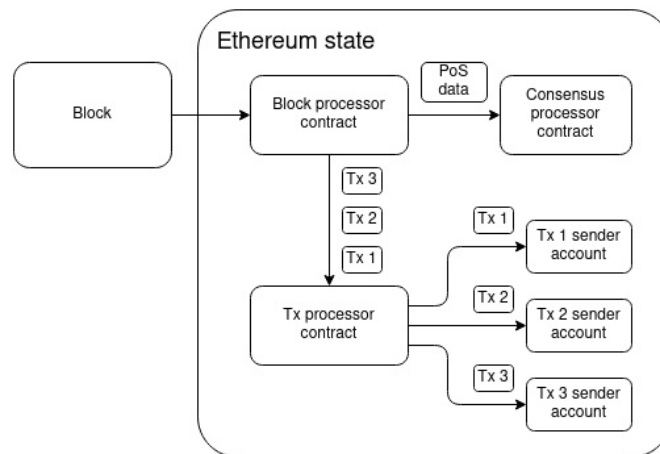 Ethereum state
Block
Block processor
contract
PoS
data
Consensus
processor
contract
Tx 3
Tx 2
Tx 1
Tx processor
contract
Tx 1
Tx 1 sender
account
Tx 2
Tx 2 sender
account
Tx 3
Tx 3 sender
account